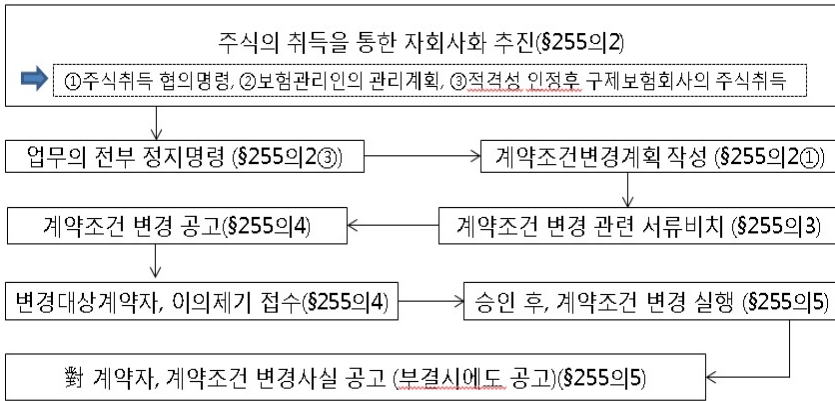 주식의 취득을 통한 자회사화 추진(§255의2)
①주식취득 협의명령, ②보험관리인의 관리계획, ③적격성 인정후 구제보험회사의 주식취득
업무의 전부 정지명령 (§255의2③)
계약조건변경계획 작성 (§255의2①)
계약조건 변경 관련 서류비치 (§255의3)
계약조건 변경 공고(§255의4)
변경대상계약자, 이의제기 접수(§255의4)
승인 후, 계약조건 변경 실행 (§255의5)
對 계약자, 계약조건 변경사실 공고 (부결시에도 공고)(§255의5)